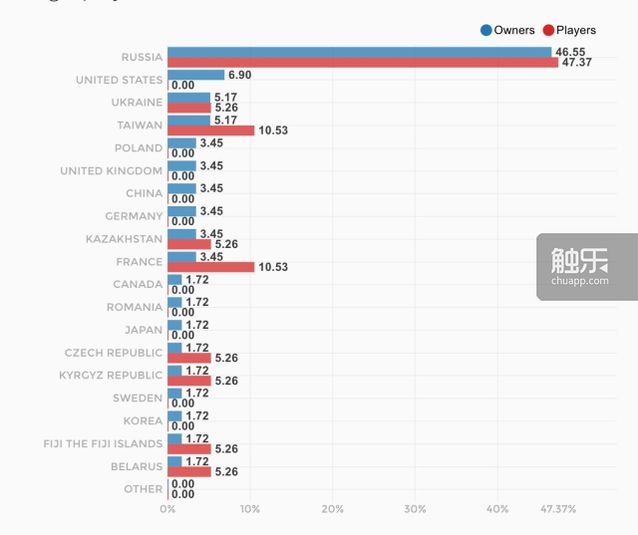 Owners Players
RUSSIA 46.55
47.37
UNITED STATES 6.90
0.00
UKRAINE 5.17
5.26
TAIWAN 5.17
10.53
POLAND 3.45
0.00
UNITED KINGDOM 3.45
0.00
CHINA 3.45
0.00
GERMANY 3.45
0.00
KAZAKHSTAN 3.45
5.26
FRANCE 3.45
10.53
CANADA 1.72
0.00
ROMANIA 1.72
0.00
JAPAN 1.72
0.00
CZECH REPUBLIC 1.72
5.26
KYRGYZ REPUBLIC 1.72
5.26
SWEDEN 1.72
0.00
KOREA 1.72
0.00
FIJI THE FIJI ISLANDS 1.72
5.26
BELARUS 1.72
5.26
OTHER 0.00
0.00
0% 10% 20% 30% 40% 47.37%
触乐
chuapp.com